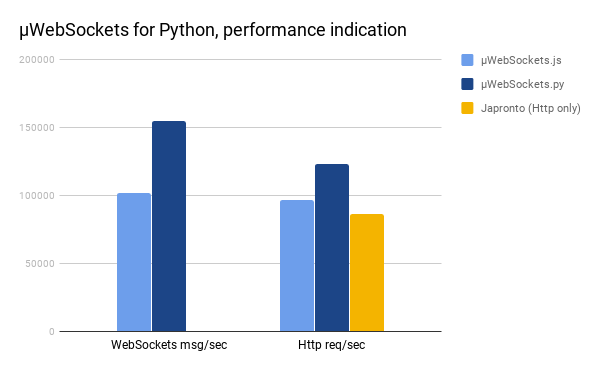 µWebSockets for Python, performance indication
200000
150000
100000
50000
0
WebSockets msg/sec
Http req/sec
µWebSockets.js
µWebSockets.py
Japronto (Http only)